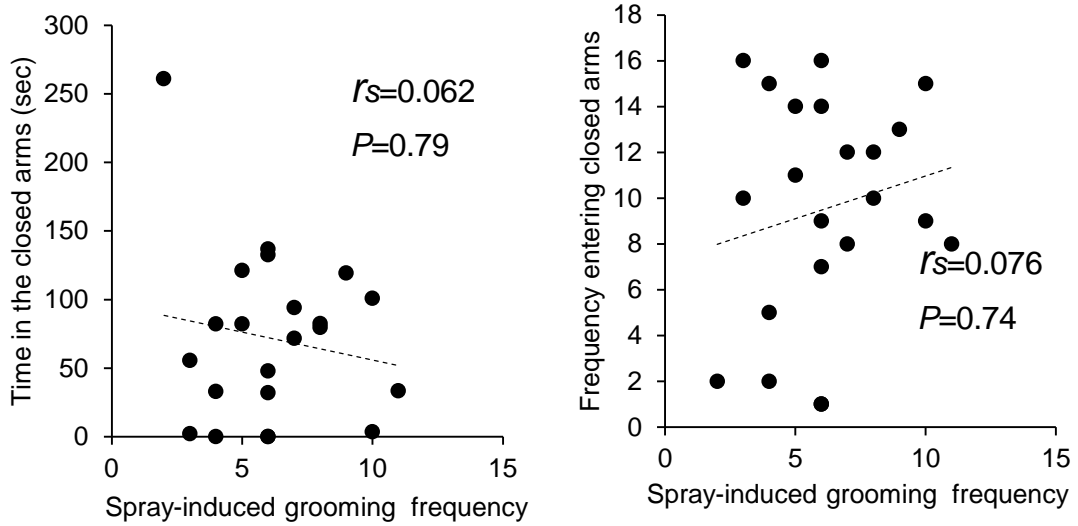 300
250
200
150
100
50
0
Time in the closed arms (sec)
rs=0.062
P=0.79
0 5 10 15
Spray-induced grooming frequency
18
16
14
12
10
8
6
4
2
0
Frequency entering closed arms
rs=0.076
P=0.74
0 5 10 15
Spray-induced grooming frequency